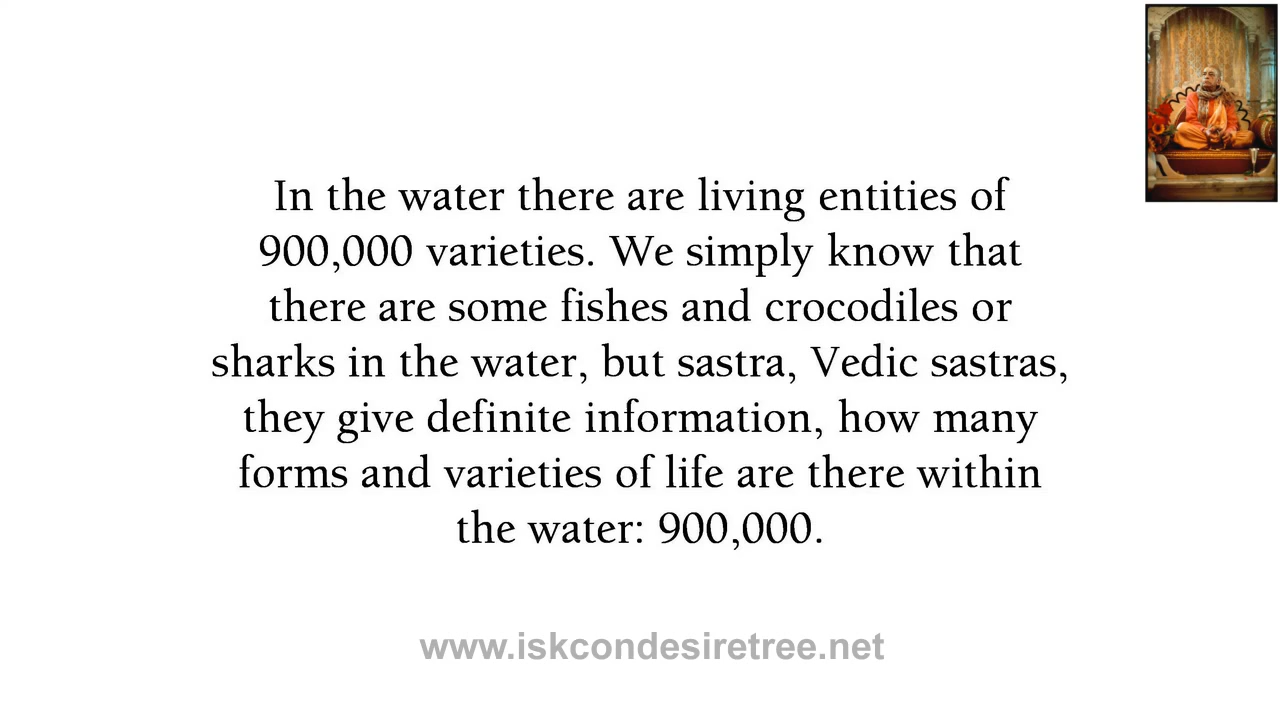 In the water there are living entities of
900,000 varieties. We simply know that
there are some fishes and crocodiles or
sharks in the water, but sastra, Vedic sastras,
they give definite information, how many
forms and varieties of life are there within
the water: 900,000.
www.iskcondesiretree.net